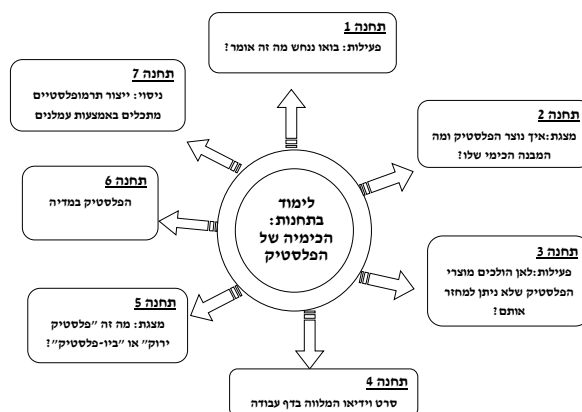 תחנה 1
פעילות: בואו ננחש מה זה אומר?
תחנה 2
מצגת:איך נוצר הפלסטיק ומה
המבנה הכימי שלו?
תחנה 3
פעילות:לאן הולכים מוצרי
הפלסטיק שלא ניתן למחזר
אותם?
תחנה 4
סרט וידיאו המלווה בדף עבודה
תחנה 5
מצגת: מה זה "פלסטיק
ירוק" או "ביו-פלסטיק"?
תחנה 6
הפלסטיק במדיה
תחנה 7
ניסוי: ייצור תרמופלסטיים
מתכלים באמצעות עמלנים
לימוד
בתחנות:
הכימיה של
הפלסטיק